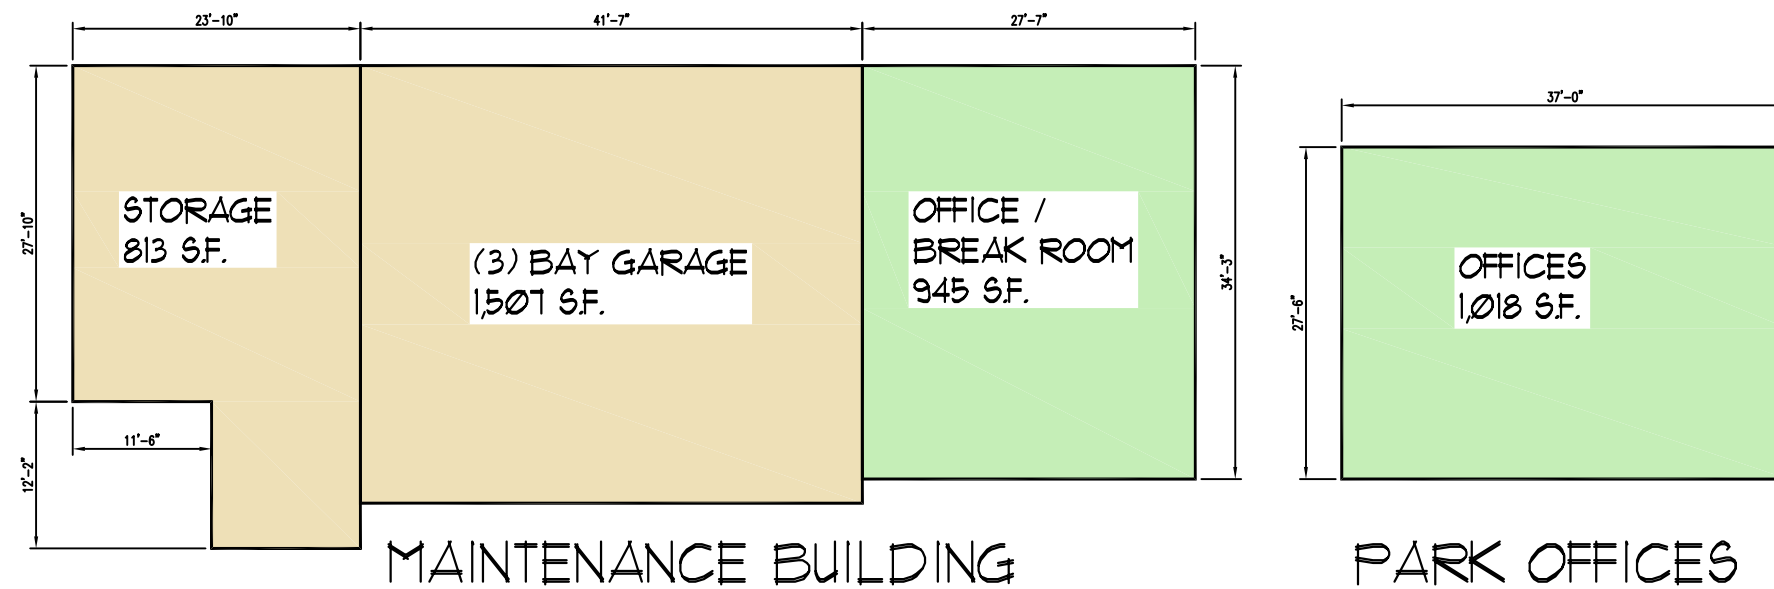 23'-10" 41'-7" 27'-7"
37'-0"
27'-10"
STORAGE
813 S.F.
(3) BAY GARAGE
1,507 S.F.
OFFICE /
BREAK ROOM
945 S.F.
34'-3"
27'-6"
OFFICES
1,018 S.F.
11'-6"
12'-2"
MAINTENANCE BUILDING
PARK OFFICES